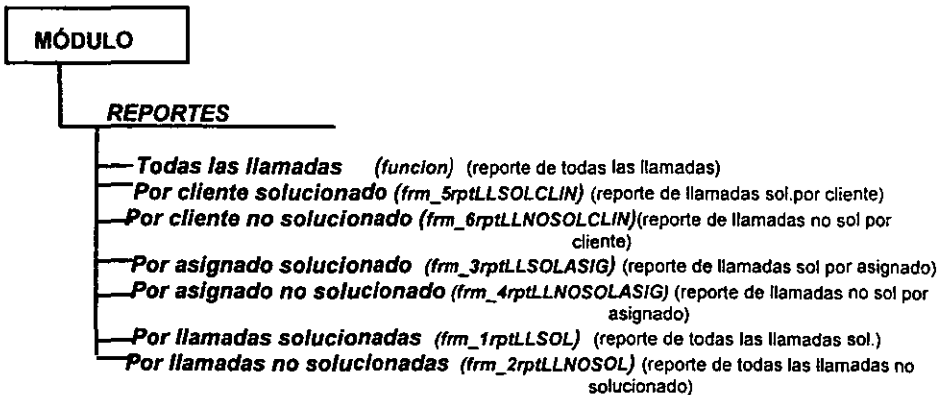 MÓDULO
REPORTES
Todas las llamadas (funcion) (reporte de todas las llamadas)
Por cliente solucionado (frm_5rptLLSOLCLIN) (reporte de llamadas sol.por cliente)
Por cliente no solucionado (frm_6rptLLNOSOLCLIN)(reporte de llamadas no sol por
cliente)
Por asignado solucionado (frm_3rptLLSOLASIG) (reporte de llamadas sol por asignado)
Por asignado no solucionado (frm_4rptLLNOSOLASIG) (reporte de llamadas no sol por
asignado)
Por llamadas solucionadas (frm_1rptLLSOL) (reporte de todas las llamadas sol.)
Por llamadas no solucionadas (frm_2rptLLNOSOL) (reporte de todas las llamadas no
solucionado)